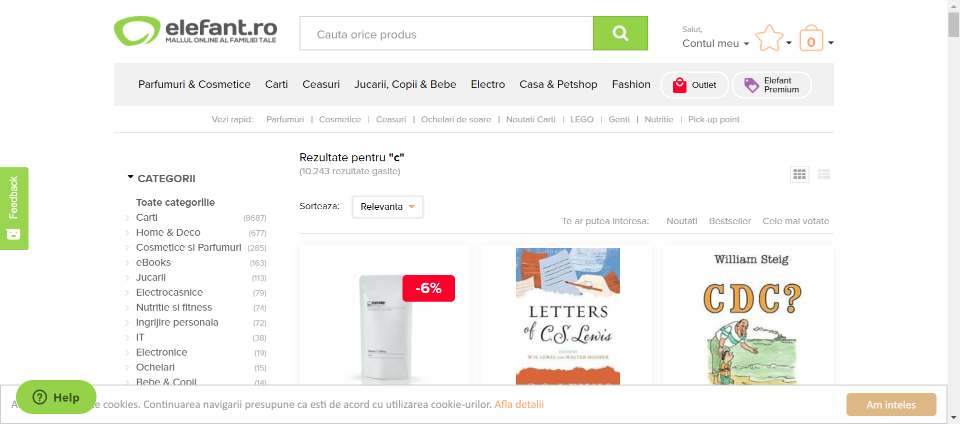 elefant.ro
MALLUL ONLINE AL FAMILIEI TALE
Cauta orice produs
Salut,
Contul meu
0
Parfumuri & Cosmetice Carti Ceasuri Jucarii, Copii & Bebe Electro Casa & Petshop Fashion Outlet Elefant Premium
Vezi rapid: Parfumuri | Cosmetice | Ceasuri | Ochelari de soare | Noutati Carti | LEGO | Genti | Nutritie | Pick-up point
Feedback
Rezultate pentru "c"
(10.243 rezultate gasite)
CATEGORII
Toate categoriile
Carti (8687)
Home & Deco (677)
Cosmetice si Parfumuri (285)
eBooks (163)
Jucarii (113)
Electrocasnice (79)
Nutritie si fitness (74)
Ingrijire personala (72)
IT (38)
Electronice (19)
Ochelari (15)
Bebe & Copii (14)
Sorteaza: Relevanta
Te-ar putea interesa: Noutati Bestseller Cele mai votate
-6%
LETTERS
of C.S. Lewis
EDITED BY
W. H. LEWIS AND WALTER HOOPER
William Steig
CDC?
Help
te cookies. Continuarea navigarii presupune ca esti de acord cu utilizarea cookie-urilor. Afla detalii
Am inteles